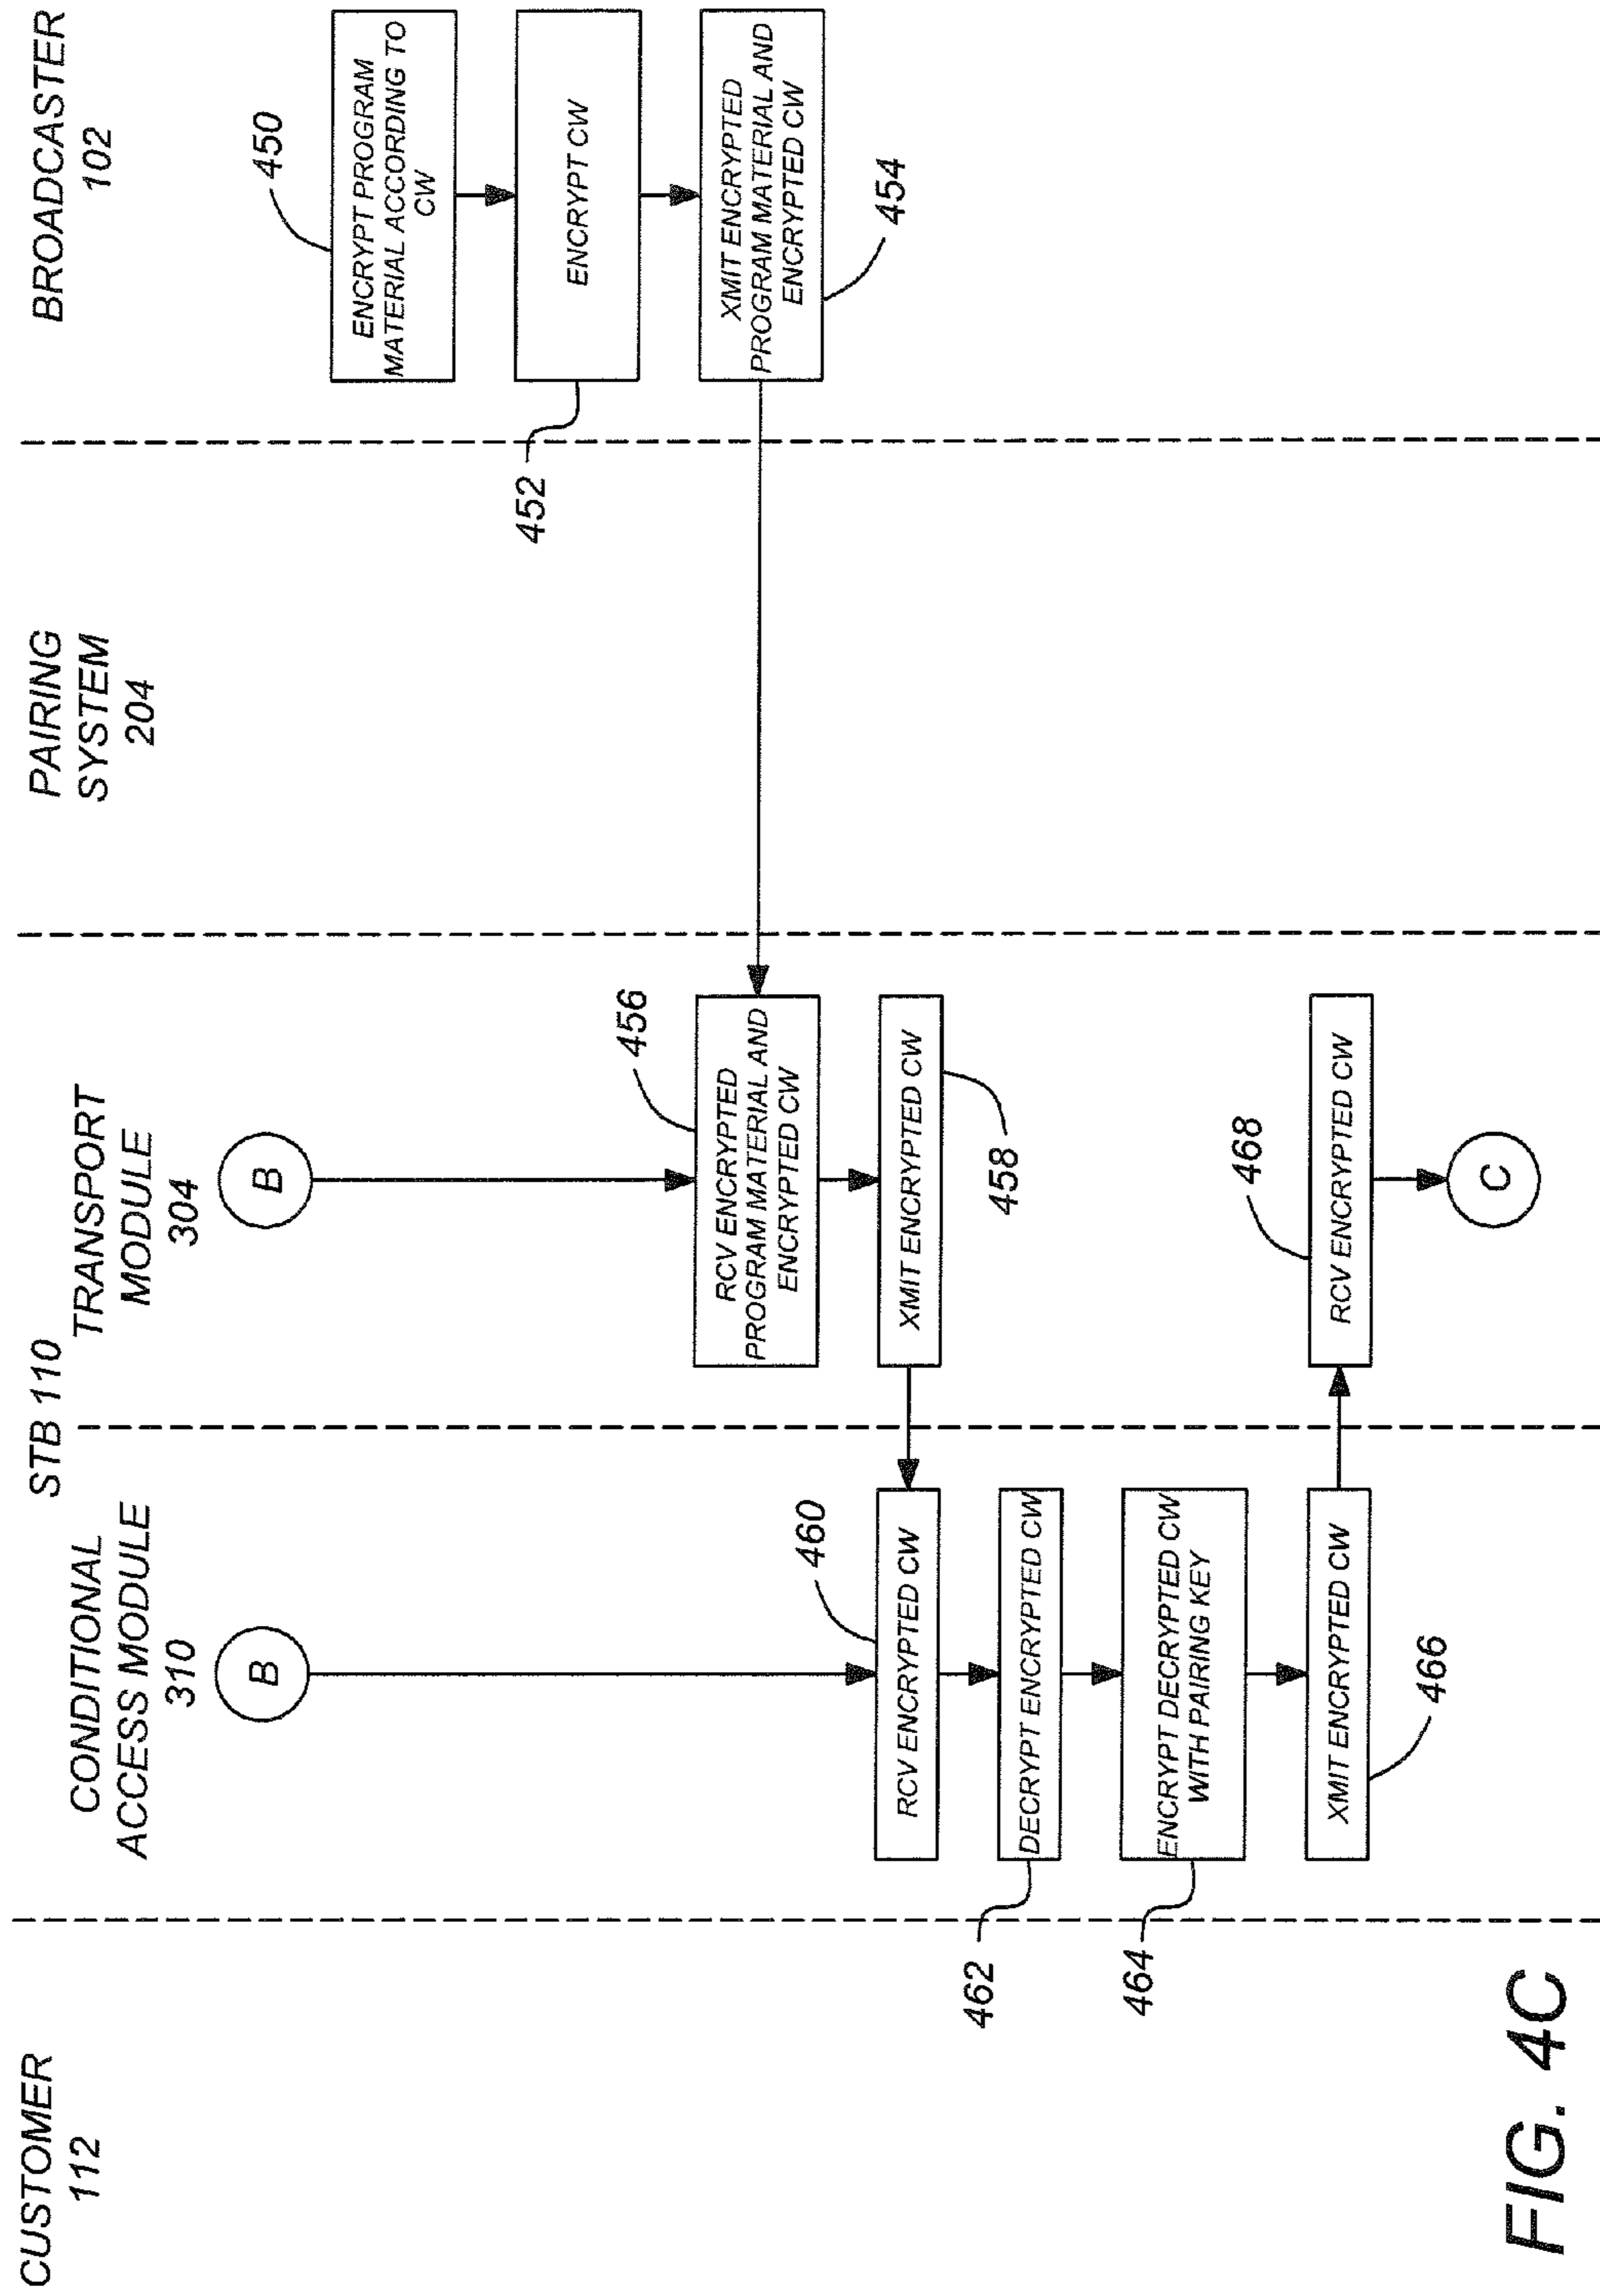 CUSTOMER
112
STB 110
CONDITIONAL
ACCESS MODULE
310
TRANSPORT
MODULE
304
PAIRING
SYSTEM
204
BROADCASTER
102
B
B
450
ENCRYPT PROGRAM
MATERIAL ACCORDING TO
CW
452
ENCRYPT CW
XMIT ENCRYPTED
PROGRAM MATERIAL AND
ENCRYPTED CW
454
456
RCV ENCRYPTED
PROGRAM MATERIAL AND
ENCRYPTED CW
XMIT ENCRYPTED CW
458
460
RCV ENCRYPTED CW
462
DECRYPT ENCRYPTED CW
464
ENCRYPT DECRYPTED CW
WITH PAIRING KEY
XMIT ENCRYPTED CW
466
468
RCV ENCRYPTED CW
C
FIG. 4C